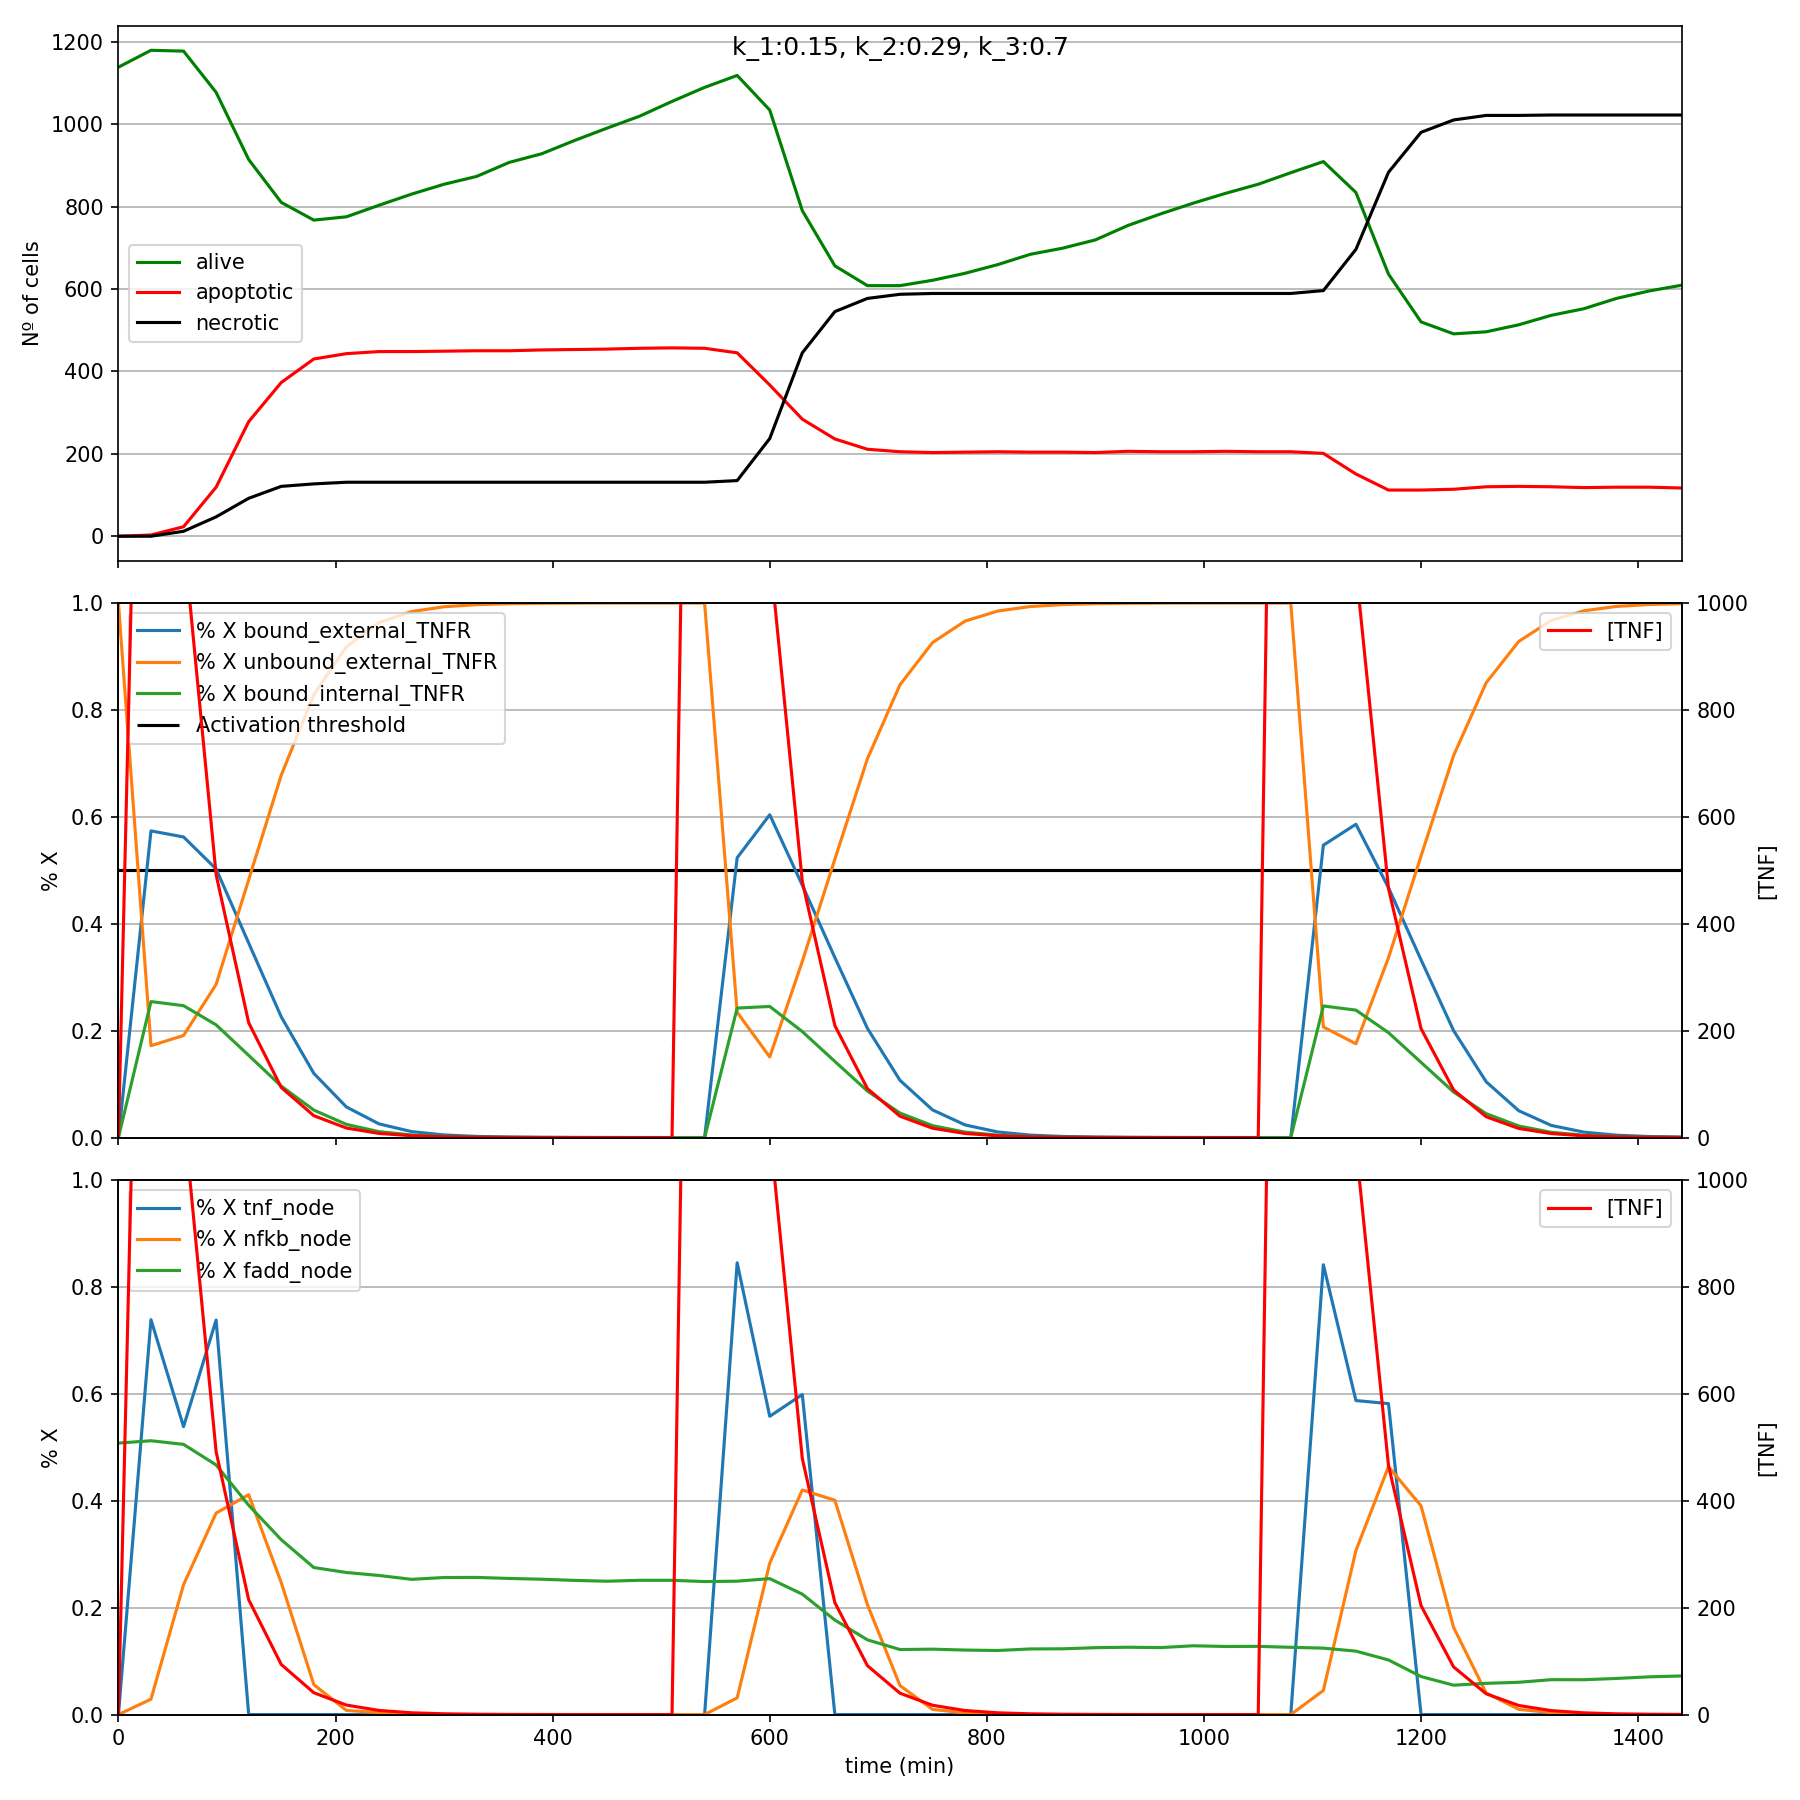 k_1:0.15, k_2:0.29, k_3:0.7
1200
1000
800
600
400
200
0
Nº of cells
alive
apoptotic
necrotic
1.0
0.8
0.6
0.4
0.2
0.0
% X
% X bound_external_TNFR
% X unbound_external_TNFR
% X bound_internal_TNFR
Activation threshold
[TNF]
1000
800
600
400
200
0
[TNF]
1.0
0.8
0.6
0.4
0.2
0.0
% X
% X tnf_node
% X nfkb_node
% X fadd_node
[TNF]
1000
800
600
400
200
0
[TNF]
0 200 400 600 800 1000 1200 1400
time (min)